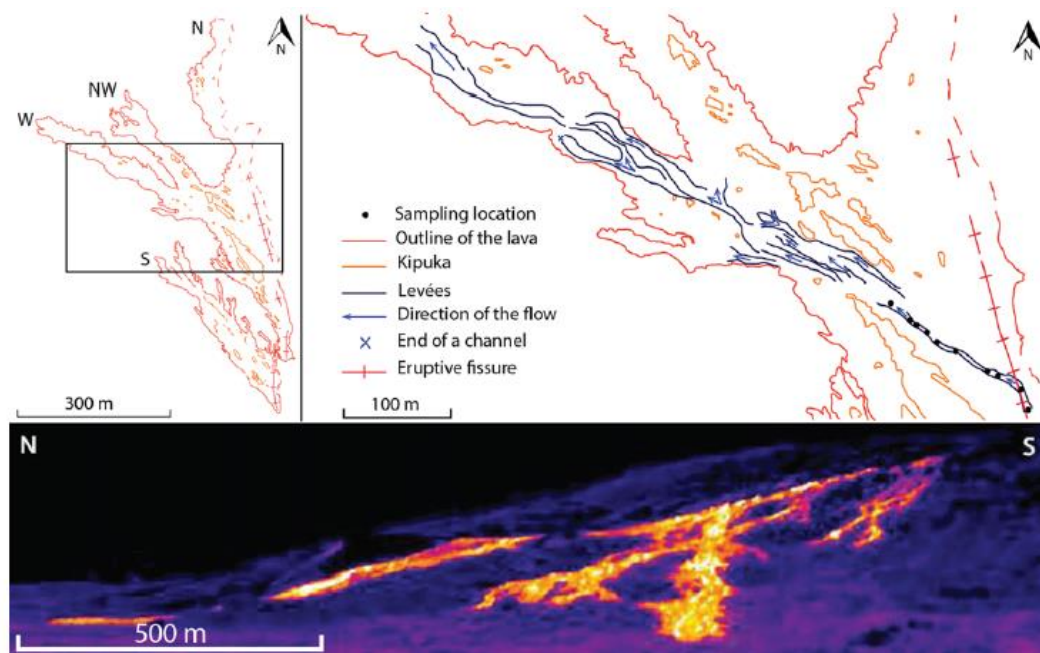 N
N
NW
W
S
300 m
N
Sampling location
Outline of the lava
Kipuka
Levées
Direction of the flow
End of a channel
Eruptive fissure
100 m
N
S
500 m